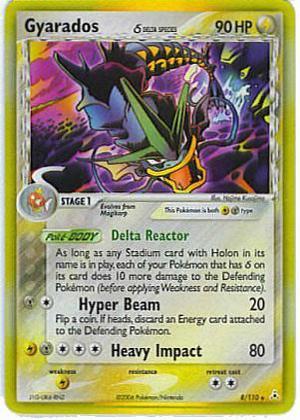 Gyarados δ DELTA SPECIES 90 HP
Illus. Hajime Kusajima
STAGE 1 Evolves from Magikarp
This Pokémon is both type
Poké-BODY Delta Reactor
As long as any Stadium card with Holon in its
name is in play, each of your Pokémon that has δ on
its card does 10 more damage to the Defending
Pokémon (before applying Weakness and Resistance).
Hyper Beam 20
Flip a coin. If heads, discard an Energy card attached
to the Defending Pokémon.
Heavy Impact 80
weakness resistance retreat cost
©2006 Pokémon/Nintendo 8/110